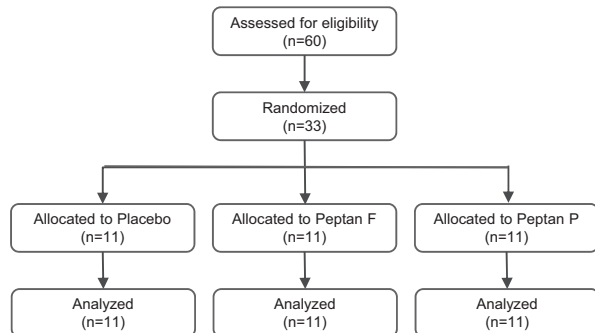 Assessed for eligibility
(n=60)
Randomized
(n=33)
Allocated to Placebo
(n=11)
Allocated to Peptan F
(n=11)
Allocated to Peptan P
(n=11)
Analyzed
(n=11)
Analyzed
(n=11)
Analyzed
(n=11)